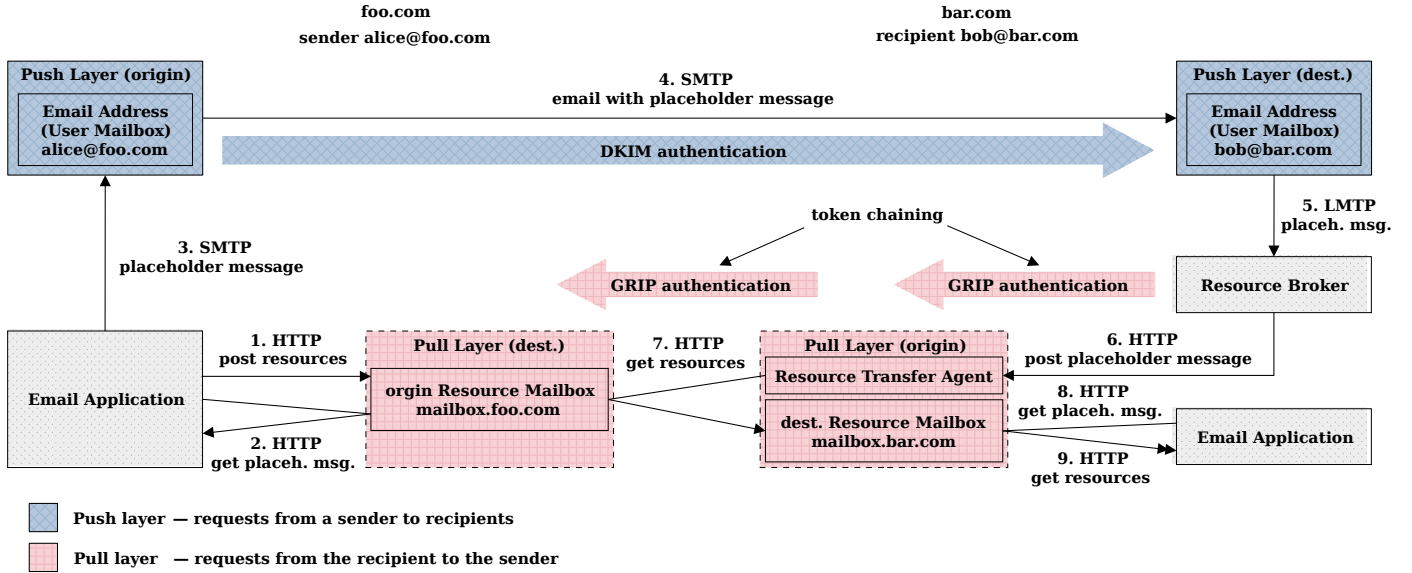 foo.com
sender alice@foo.com
bar.com
recipient bob@bar.com
Push Layer (origin)
Email Address
(User Mailbox)
alice@foo.com
4. SMTP
email with placeholder message
DKIM authentication
Push Layer (dest.)
Email Address
(User Mailbox)
bob@bar.com
3. SMTP
placeholder message
token chaining
5. LMTP
placeh. msg.
GRIP authentication
GRIP authentication
Resource Broker
Email Application
1. HTTP
post resources
2. HTTP
get placeh. msg.
Pull Layer (dest.)
orgin Resource Mailbox
mailbox.foo.com
7. HTTP
get resources
Pull Layer (origin)
Resource Transfer Agent
dest. Resource Mailbox
mailbox.bar.com
6. HTTP
post placeholder message
8. HTTP
get placeh. msg.
9. HTTP
get resources
Email Application
Push layer — requests from a sender to recipients
Pull layer — requests from the recipient to the sender